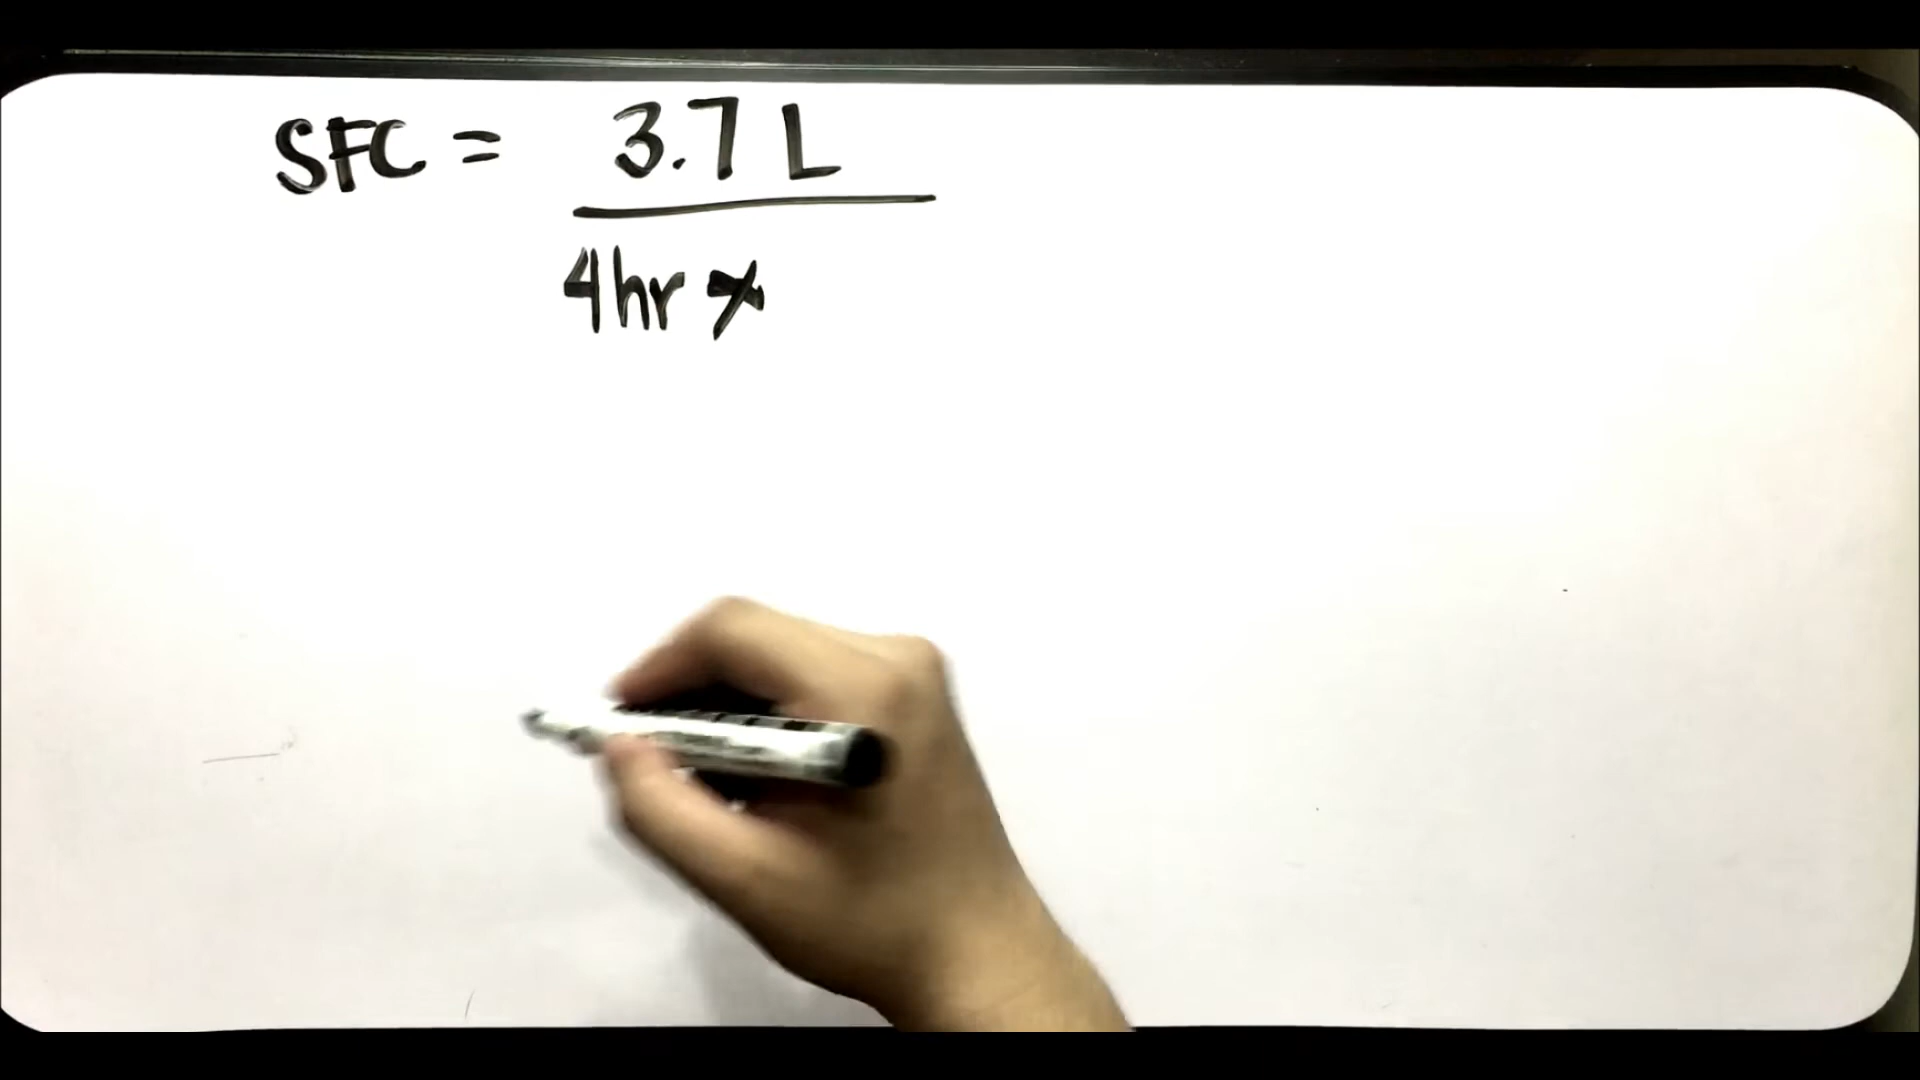 SFC = 3.7 L
4hr x